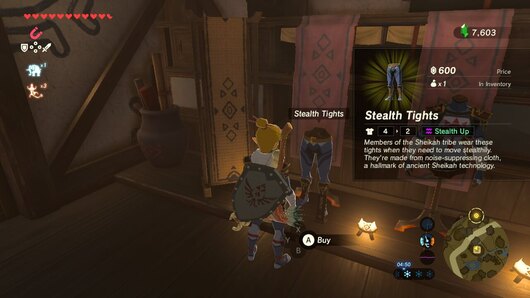 7,603
600 Price
x 1 in Inventory
Stealth Tights
Stealth Tights
4 2 Stealth Up
Members of the Sheikah tribe wear these
tights when they need to move stealthily.
They're made from noise-suppressing cloth,
a hallmark of ancient Sheikah technology.
×3
×3
X
Y
A Buy
B
04:50